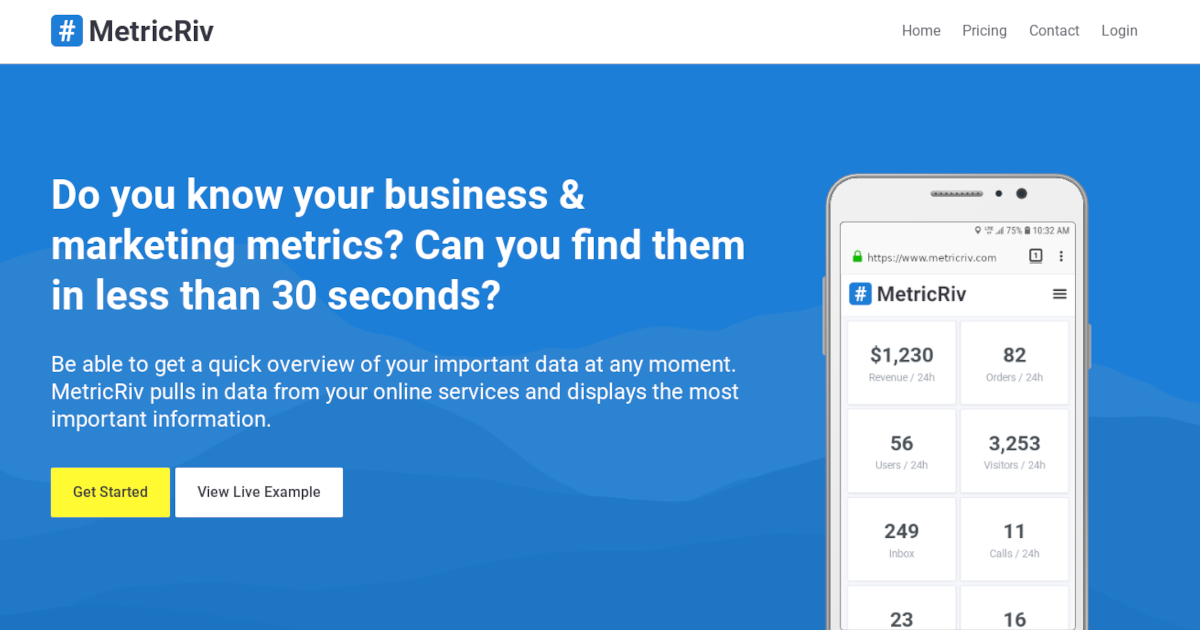 # MetricRiv
Home Pricing Contact Login
Do you know your business &
marketing metrics? Can you find them
in less than 30 seconds?
Be able to get a quick overview of your important data at any moment.
MetricRiv pulls in data from your online services and displays the most
important information.
Get Started
View Live Example
LTE 75% 10:32 AM
https://www.metricriv.com 1
# MetricRiv
$1,230 82
Revenue / 24h Orders / 24h
56 3,253
Users / 24h Visitors / 24h
249 11
Inbox Calls / 24h
23 16